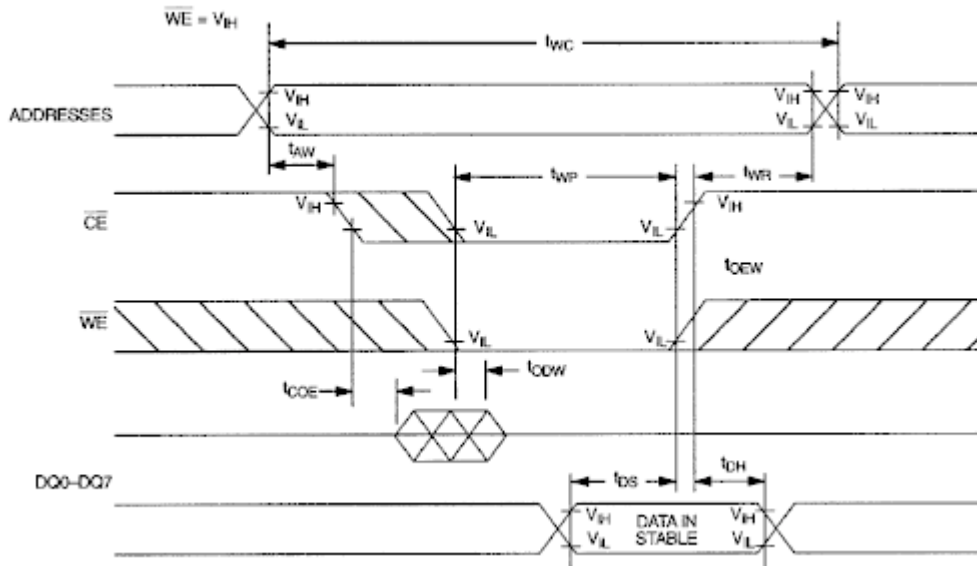 WE = VIH
tWC
ADDRESSES
VIH
VIL
VIH
VIL
VIH
VIL
tAW
tWP
tWR
CE
VIH
VIL
VIL
VIH
tOEW
WE
VIL
VIL
tCOE
tODW
DQ0–DQ7
tDS
tDH
VIH
VIL
DATA IN
STABLE
VIH
VIL